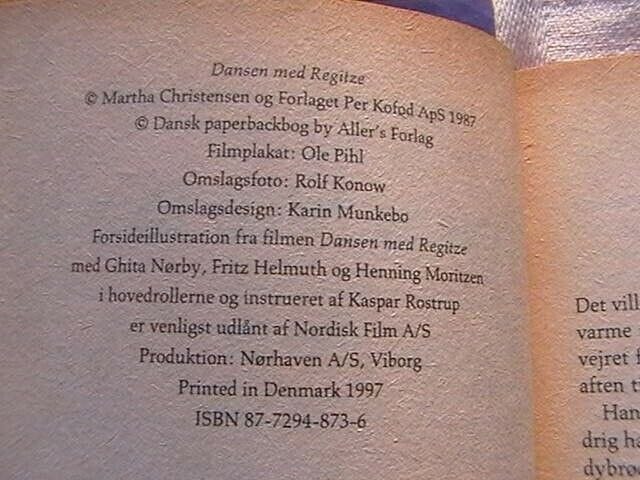 Dansen med Regitze
© Martha Christensen og Forlaget Per Kofod ApS 1987
© Dansk paperbackbog by Aller's Forlag
Filmplakat: Ole Pihl
Omslagsfoto: Rolf Konow
Omslagsdesign: Karin Munkebo
Forsideillustration fra filmen Dansen med Regitze
med Ghita Nørby, Fritz Helmuth og Henning Moritzen
i hovedrollerne og instrueret af Kaspar Rostrup
er venligst udlånt af Nordisk Film A/S
Produktion: Nørhaven A/S, Viborg
Printed in Denmark 1997
ISBN 87-7294-873-6
Det vill
varme
vejret f
aften ti
Han
drig ha
dybrød